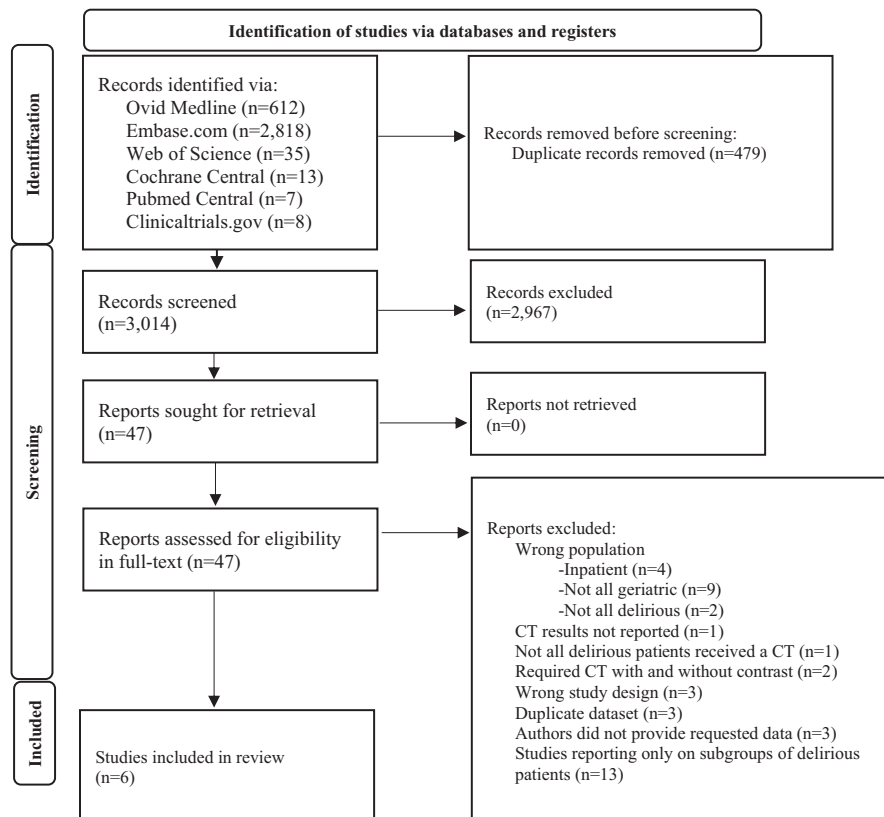 Identification of studies via databases and registers
Identification
Records identified via:
Ovid Medline (n=612)
Embase.com (n=2,818)
Web of Science (n=35)
Cochrane Central (n=13)
Pubmed Central (n=7)
Clinicaltrials.gov (n=8)
Records removed before screening:
Duplicate records removed (n=479)
Screening
Records screened
(n=3,014)
Records excluded
(n=2,967)
Reports sought for retrieval
(n=47)
Reports not retrieved
(n=0)
Reports assessed for eligibility
in full-text (n=47)
Reports excluded:
Wrong population
-Inpatient (n=4)
-Not all geriatric (n=9)
-Not all delirious (n=2)
CT results not reported (n=1)
Not all delirious patients received a CT (n=1)
Required CT with and without contrast (n=2)
Wrong study design (n=3)
Duplicate dataset (n=3)
Authors did not provide requested data (n=3)
Studies reporting only on subgroups of delirious
patients (n=13)
Included
Studies included in review
(n=6)